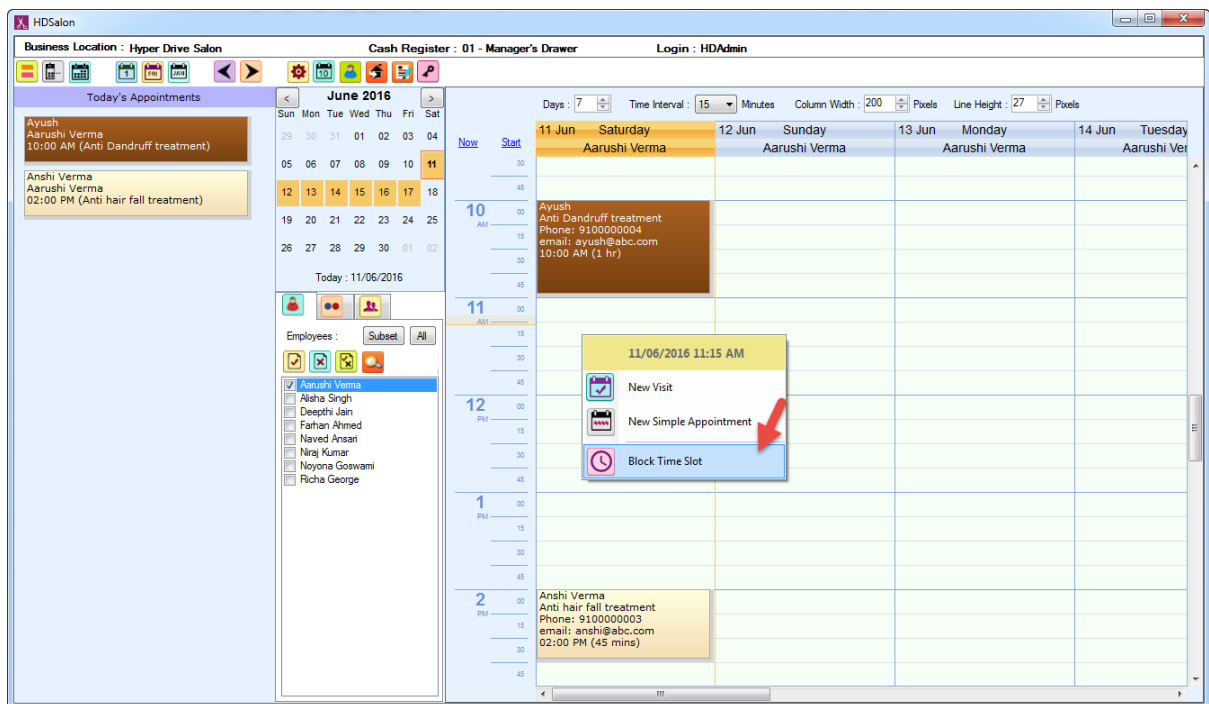 HDSalon
Business Location : Hyper Drive Salon Cash Register : 01 - Manager's Drawer Login : HDAdmin
Today's Appointments
Ayush
Aarushi Verma
10:00 AM (Anti Dandruff treatment)
Anshi Verma
Aarushi Verma
02:00 PM (Anti hair fall treatment)
< June 2016 >
Sun Mon Tue Wed Thu Fri Sat
29 30 31 01 02 03 04
05 06 07 08 09 10 11
12 13 14 15 16 17 18
19 20 21 22 23 24 25
26 27 28 29 30 01 02
Today : 11/06/2016
Employees : Subset All
Aarushi Verma
Alisha Singh
Deepthi Jain
Farhan Ahmed
Naved Ansari
Niraj Kumar
Noyona Goswami
Richa George
Days : 7 Time Interval : 15 Minutes Column Width : 200 Pixels Line Height : 27 Pixels
Now Start
11 Jun Saturday 12 Jun Sunday 13 Jun Monday 14 Jun Tuesday
Aarushi Verma Aarushi Verma Aarushi Verma Aarushi Ver
30
45
10 AM 00
15
30
45
Ayush
Anti Dandruff treatment
Phone: 9100000004
email: ayush@abc.com
10:00 AM (1 hr)
11 AM 00
15
30
45
11/06/2016 11:15 AM
New Visit
New Simple Appointment
Block Time Slot
12 PM 00
15
30
45
1 PM 00
15
30
45
2 PM 00
15
30
45
Anshi Verma
Anti hair fall treatment
Phone: 9100000003
email: anshi@abc.com
02:00 PM (45 mins)